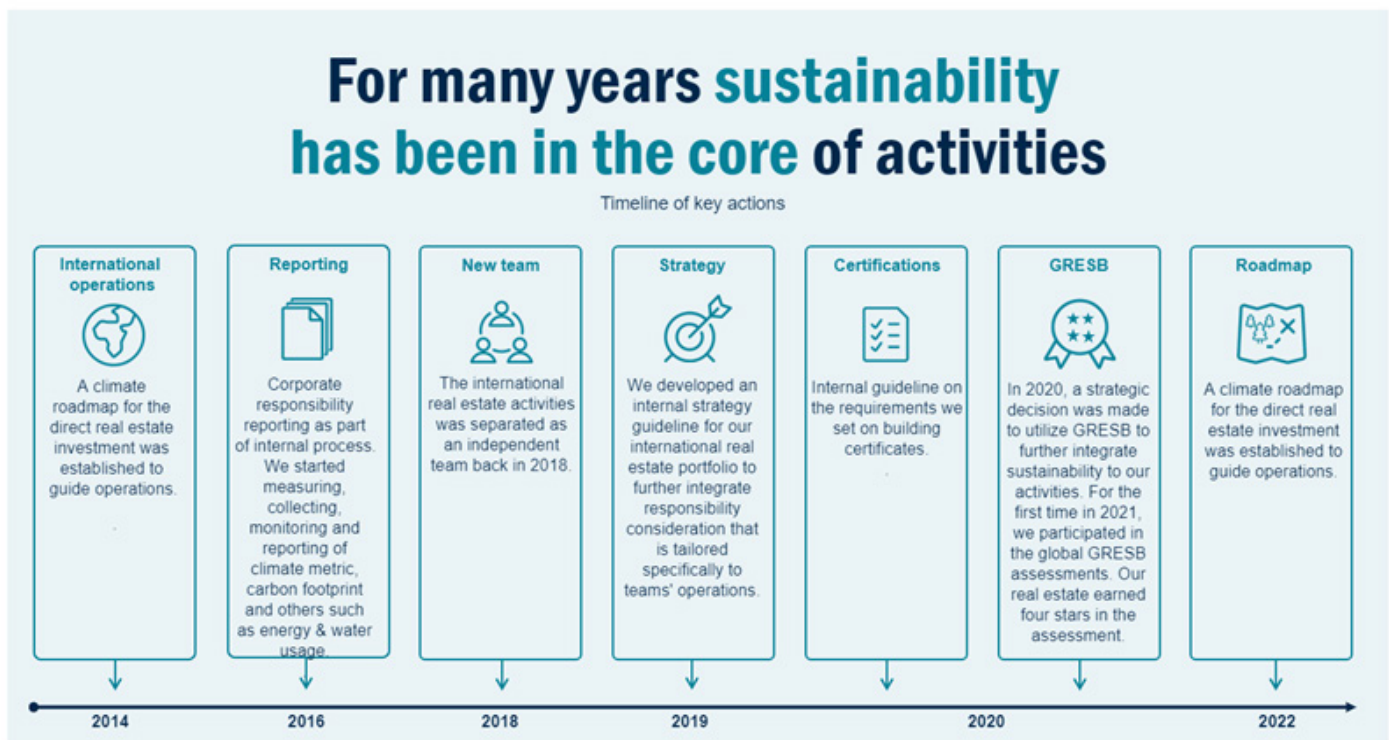 For many years sustainability
has been in the core of activities
Timeline of key actions
International
operations
A climate
roadmap for the
direct real estate
investment was
established to
guide operations.
.
Reporting
Corporate
responsibility
reporting as part
of internal process.
We started
measuring,
collecting,
monitoring and
reporting of
climate metric,
carbon footprint
and others such
as energy & water
usage.
New team
The international
real estate activities
was separated as
an independent
team back in 2018.
Strategy
We developed an
internal strategy
guideline for our
international real
estate portfolio to
further integrate
responsibility
consideration that
is tailored
specifically to
teams' operations.
Certifications
Internal guideline on
the requirements we
set on building
certificates.
.
GRESB
In 2020, a strategic
decision was made
to utilize GRESB to
further integrate
sustainability to our
activities. For the
first time in 2021,
we participated in
the global GRESB
assessments. Our
real estate earned
four stars in the
assessment.
Roadmap
A climate roadmap
for the direct real
estate investment
was established to
guide operations.
2014
2016
2018
2019
2020
2022